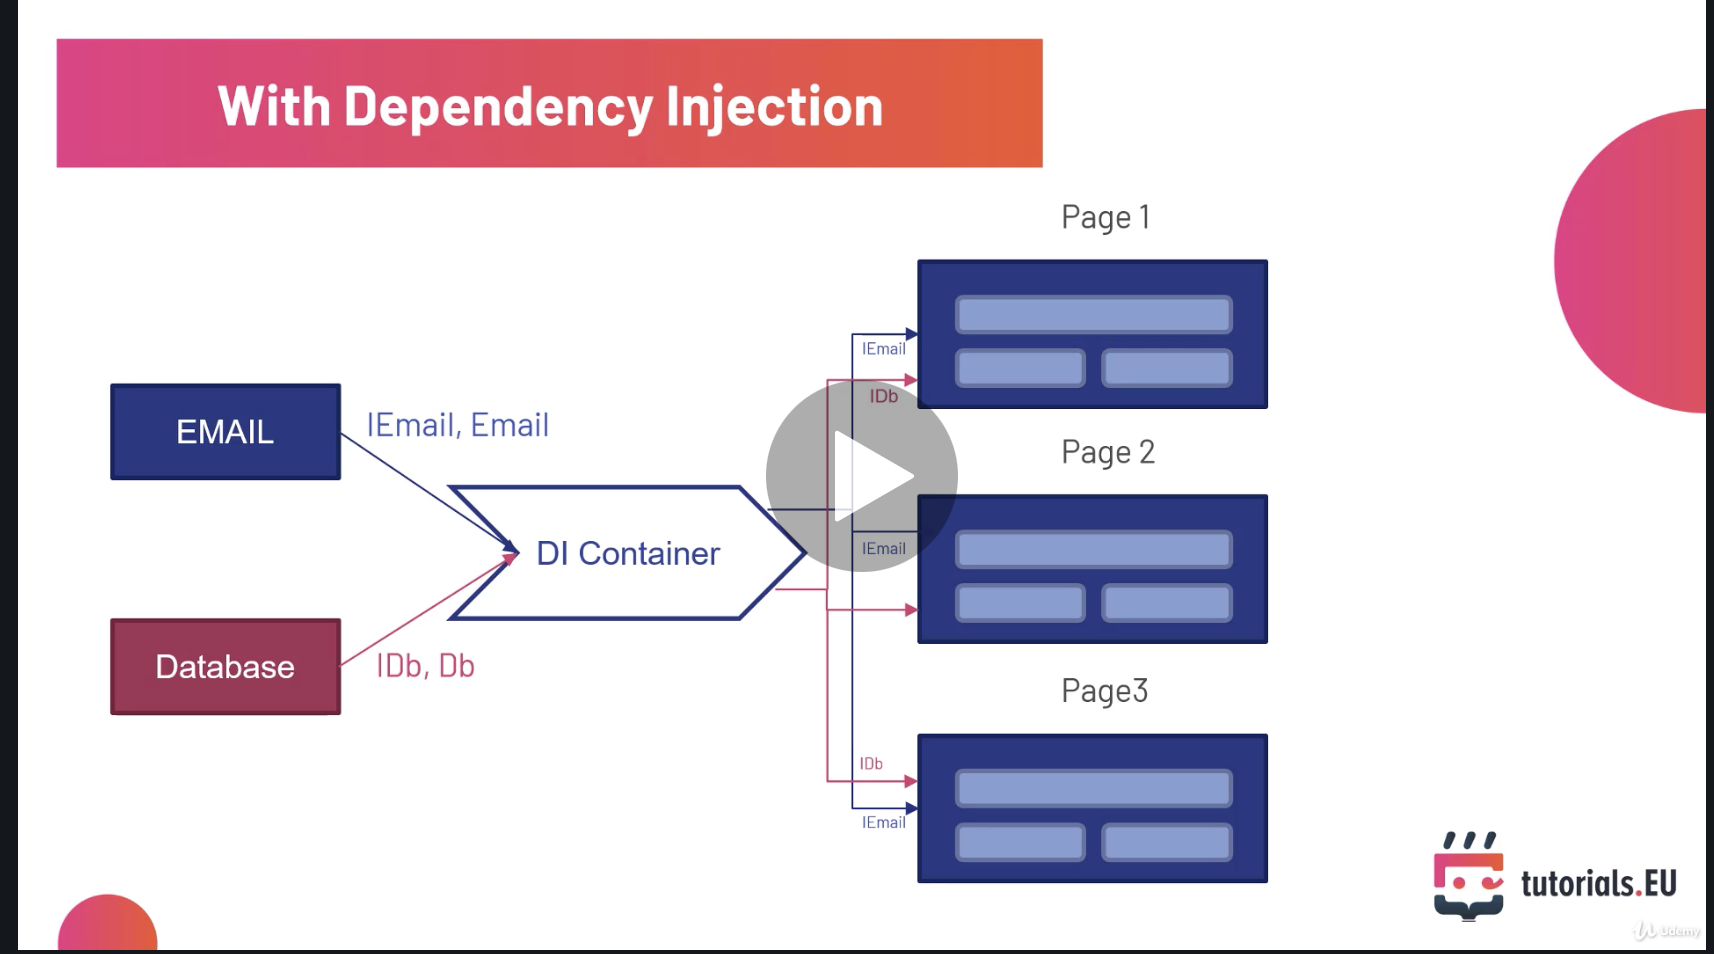 With Dependency Injection
Page 1
IEmail
IDb
EMAIL
IEmail, Email
Page 2
DI Container
IEmail
Database
IDb, Db
Page3
IDb
IEmail
tutorials.EU
Udemy